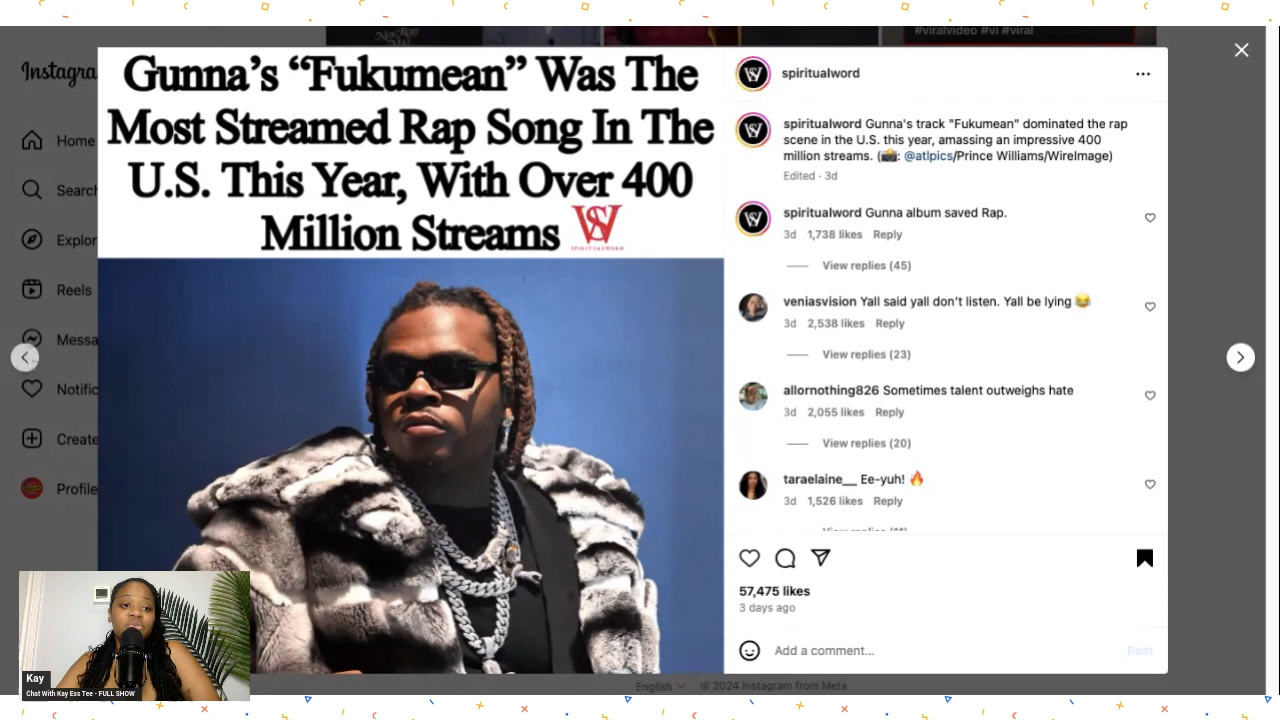 #viralvideo #vl #viral
Instagra
Gunna's “Fukumean” Was The
Most Streamed Rap Song In The
U.S. This Year, With Over 400
Million Streams
SPIRITUALWORD
Home
Search
Explor
Reels
Messa
Notific
Create
Profile
spiritualword
spiritualword Gunna's track "Fukumean" dominated the rap
scene in the U.S. this year, amassing an impressive 400
million streams. (📸: @atlpics/Prince Williams/WireImage)
Edited · 3d
spiritualword Gunna album saved Rap.
3d 1,738 likes Reply
View replies (45)
veniasvision Yall said yall don't listen. Yall be lying 😂
3d 2,538 likes Reply
View replies (23)
allornothing826 Sometimes talent outweighs hate
3d 2,055 likes Reply
View replies (20)
taraelaine__ Ee-yuh! 🔥
3d 1,526 likes Reply
57,475 likes
3 days ago
Add a comment...
Post
Kay
Chat With Kay Ess Tee - FULL SHOW
English
© 2024 Instagram from Meta